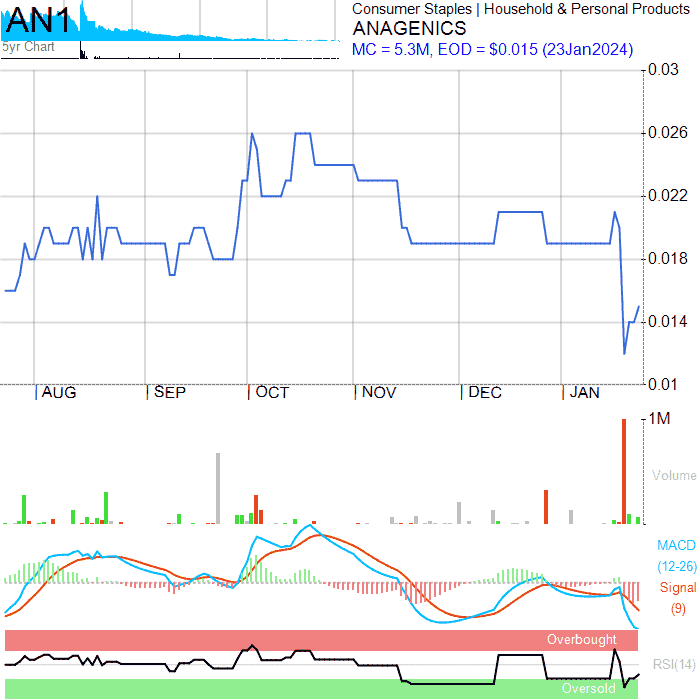 AN1
5yr Chart
Consumer Staples | Household & Personal Products
ANAGENICS
MC = 5.3M, EOD = $0.015 (23Jan2024)
0.03
0.026
0.022
0.018
0.014
0.01
AUG SEP OCT NOV DEC JAN
1M
Volume
MACD
(12-26)
Signal
(9)
Overbought
RSI(14)
Oversold